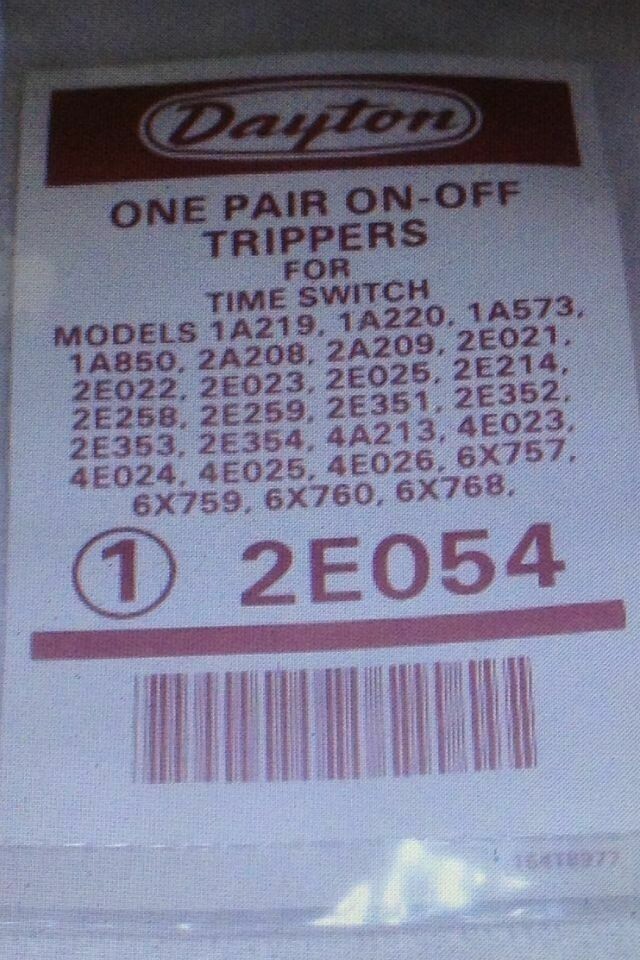 Dayton
ONE PAIR ON-OFF
TRIPPERS
FOR
TIME SWITCH
MODELS 1A219, 1A220, 1A573,
1A850, 2A208, 2A209, 2E021,
2E022, 2E023, 2E025, 2E214,
2E258, 2E259, 2E351, 2E352,
2E353, 2E354, 4A213, 4E023,
4E024, 4E025, 4E026, 6X757,
6X759, 6X760, 6X768,
1 2E054